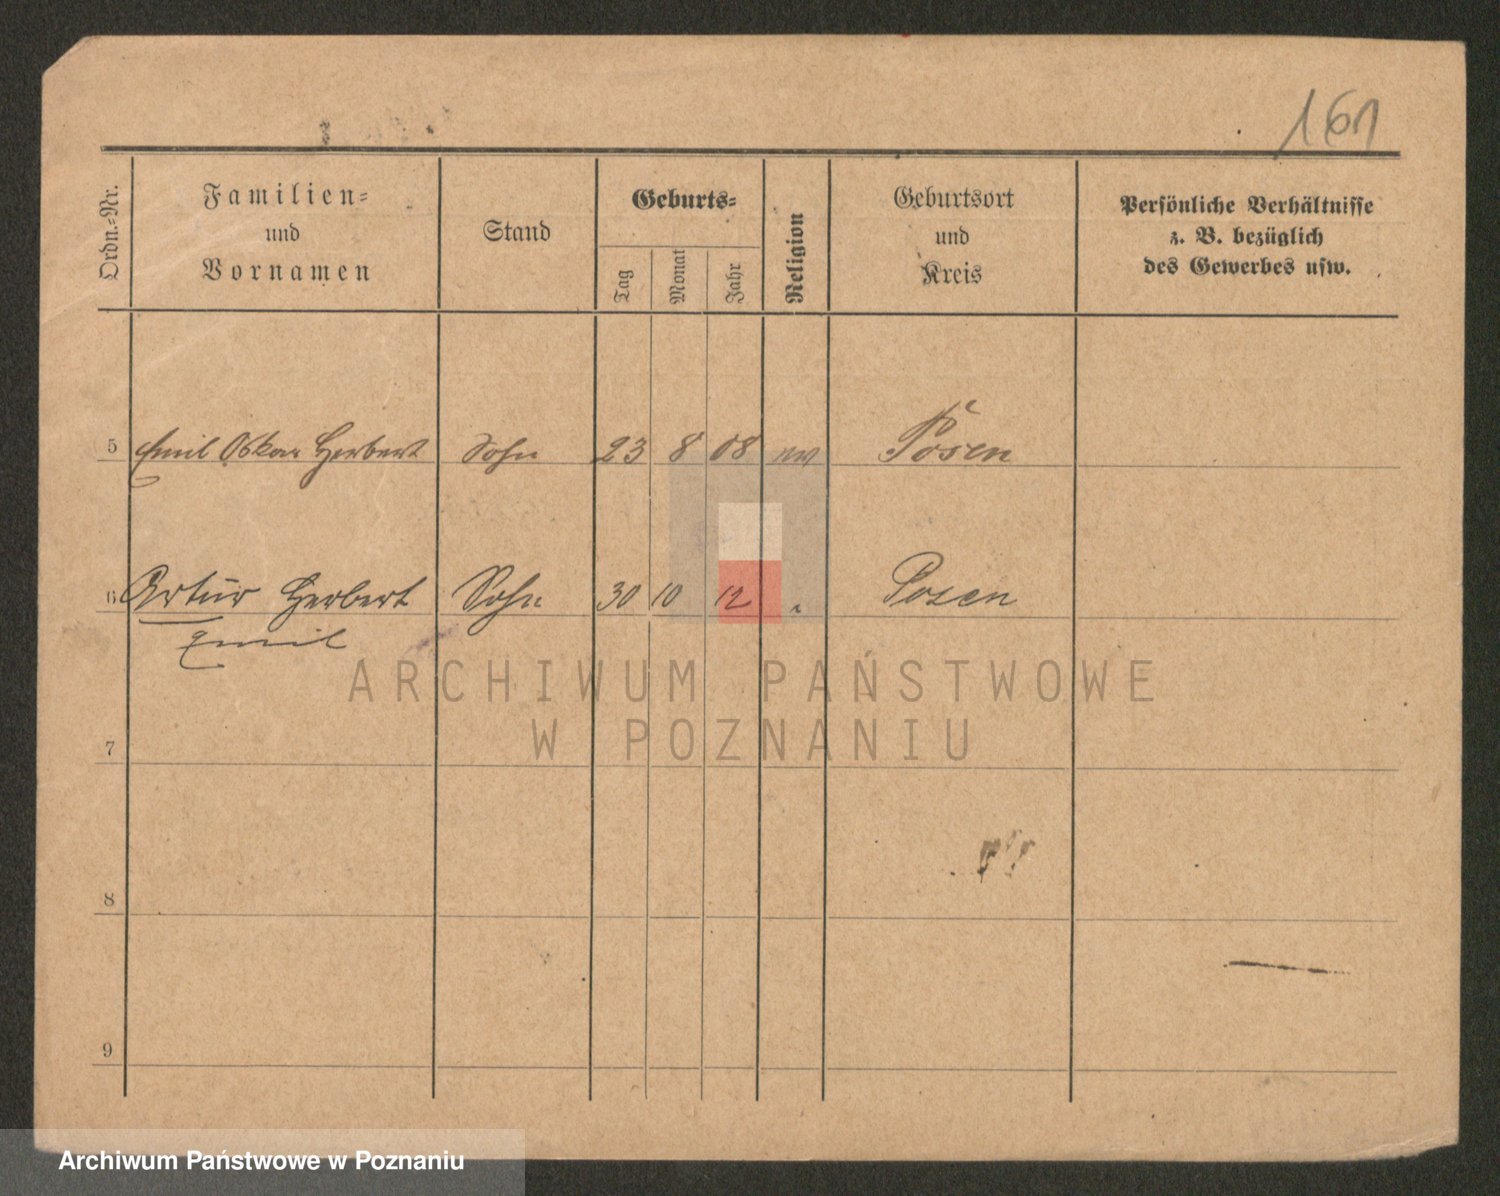 161
Ordn.-Nr.
Familien-
und
Vornamen
Stand
Geburts-
Tag
Monat
Jahr
Religion
Geburtsort
und
Kreis
Persönliche Verhältnisse
z. B. bezüglich
des Gewerbes usw.
5 Emil Oskar Herbert Sohn 23 8 08 ev Posen
6 Artur Herbert Sohn 30 10 12 " Posen
Emil
ARCHIWUM PAŃSTWOWE
W POZNANIU
7
8
9
Archiwum Państwowe w Poznaniu